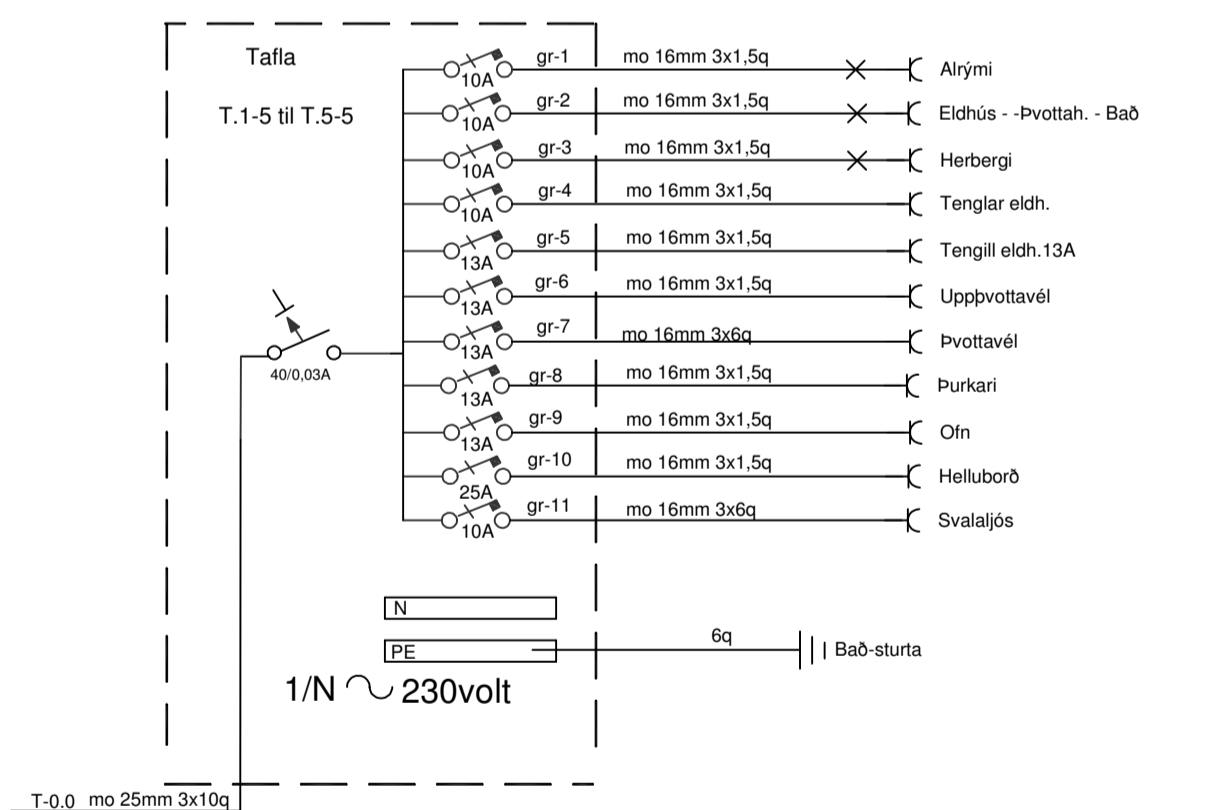 Tafla
T.1-5 til T.5-5
10A gr-1 mo 16mm 3x1,5q Alrými
10A gr-2 mo 16mm 3x1,5q Eldhús - -Þvottah. - Bað
10A gr-3 mo 16mm 3x1,5q Herbergi
10A gr-4 mo 16mm 3x1,5q Tenglar eldh.
13A gr-5 mo 16mm 3x1,5q Tengill eldh.13A
13A gr-6 mo 16mm 3x1,5q Uppþvottavél
13A gr-7 mo 16mm 3x6q Þvottavél
13A gr-8 mo 16mm 3x1,5q Þurkari
13A gr-9 mo 16mm 3x1,5q Ofn
25A gr-10 mo 16mm 3x1,5q Helluborð
10A gr-11 mo 16mm 3x6q Svalaljós
40/0,03A
N
PE 6q Bað-sturta
1/N 230volt
T-0.0 mo 25mm 3x10q